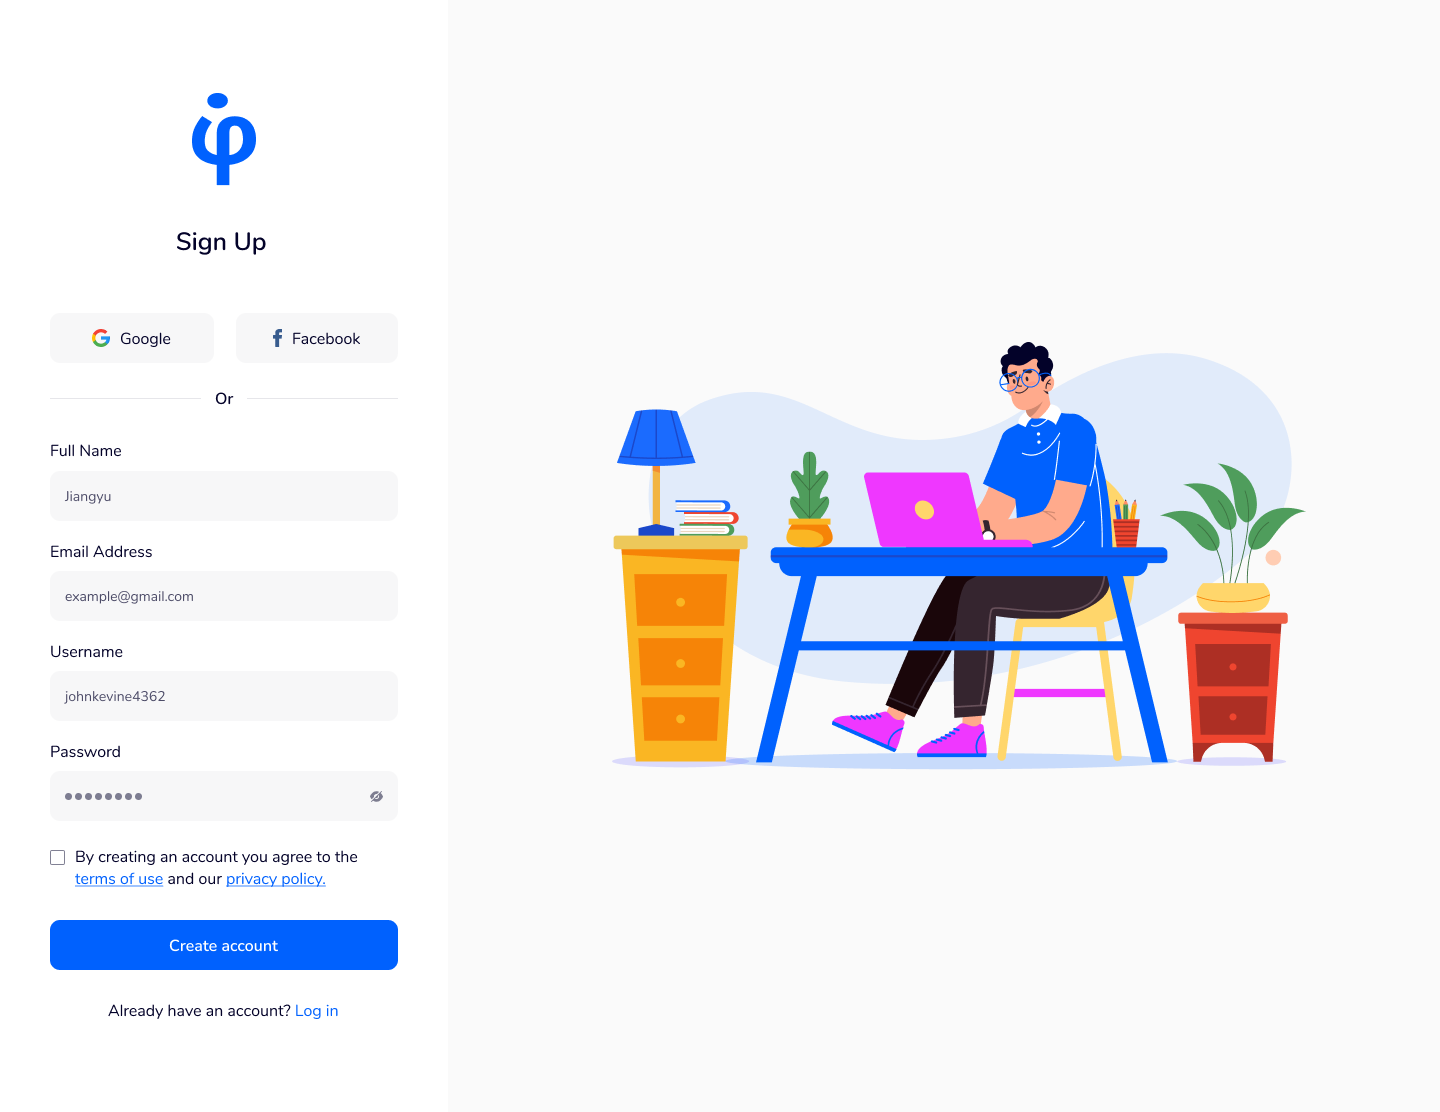 Sign Up
Google
Facebook
Or
Full Name
Jiangyu
Email Address
example@gmail.com
Username
johnkevine4362
Password
By creating an account you agree to the
terms of use and our privacy policy.
Create account
Already have an account? Log in